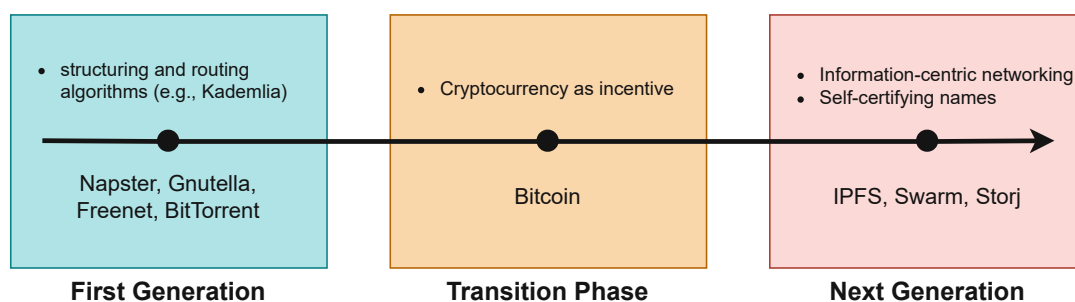 structuring and routing
algorithms (e.g., Kademlia)
Napster, Gnutella,
Freenet, BitTorrent
First Generation
Cryptocurrency as incentive
Bitcoin
Transition Phase
Information-centric networking
Self-certifying names
IPFS, Swarm, Storj
Next Generation